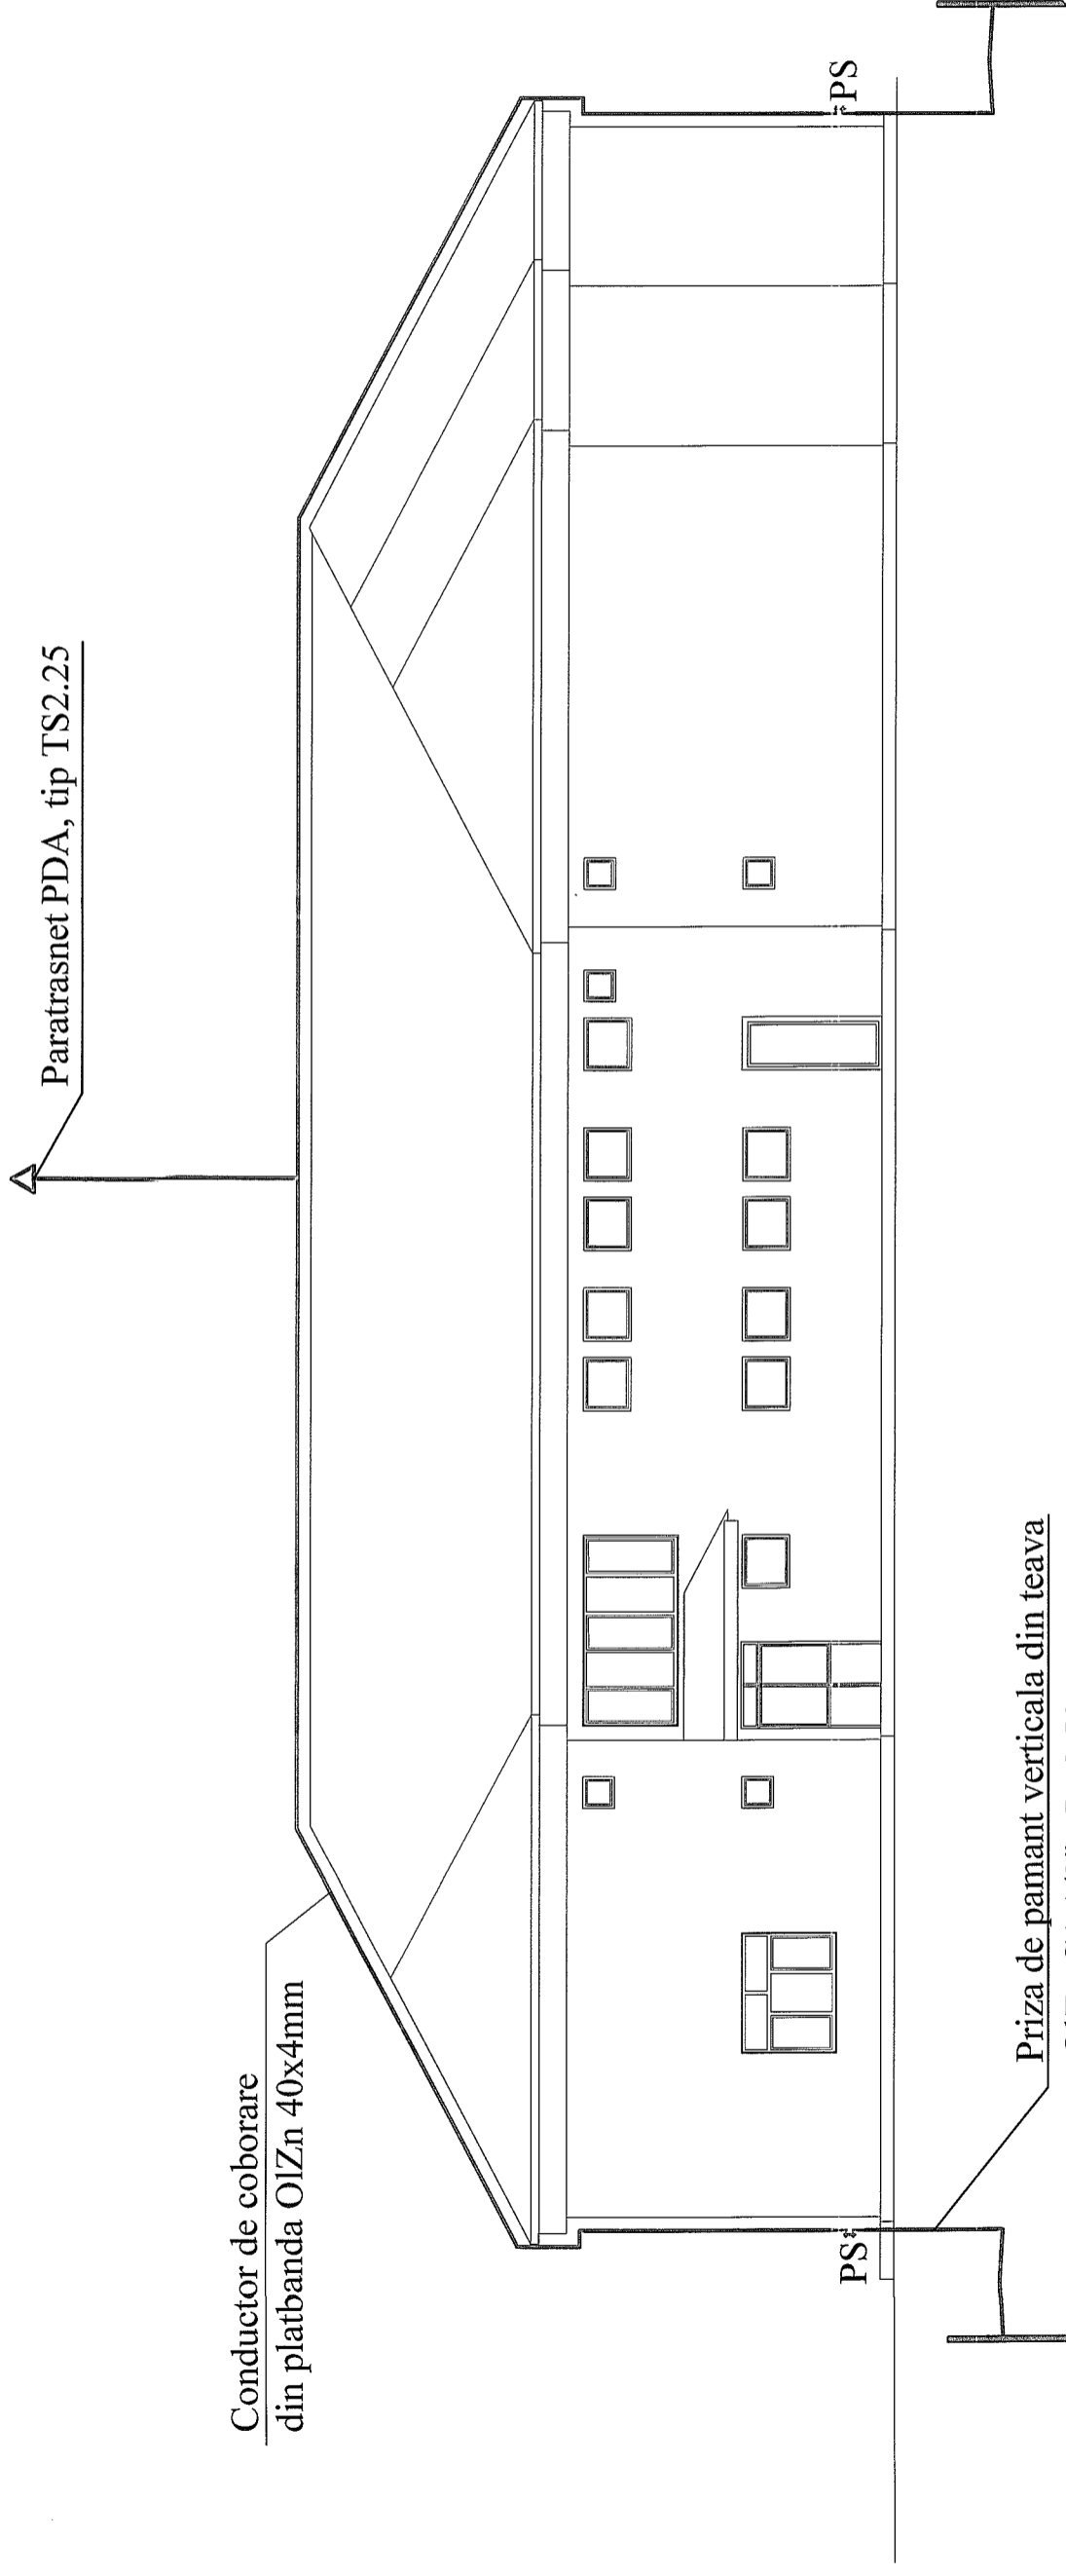 Paratrasnet PDA, tip TS2.25
Conductor de coborare
din platbanda OlZn 40x4mm
PS
PS
Priza de pamant verticala din teava